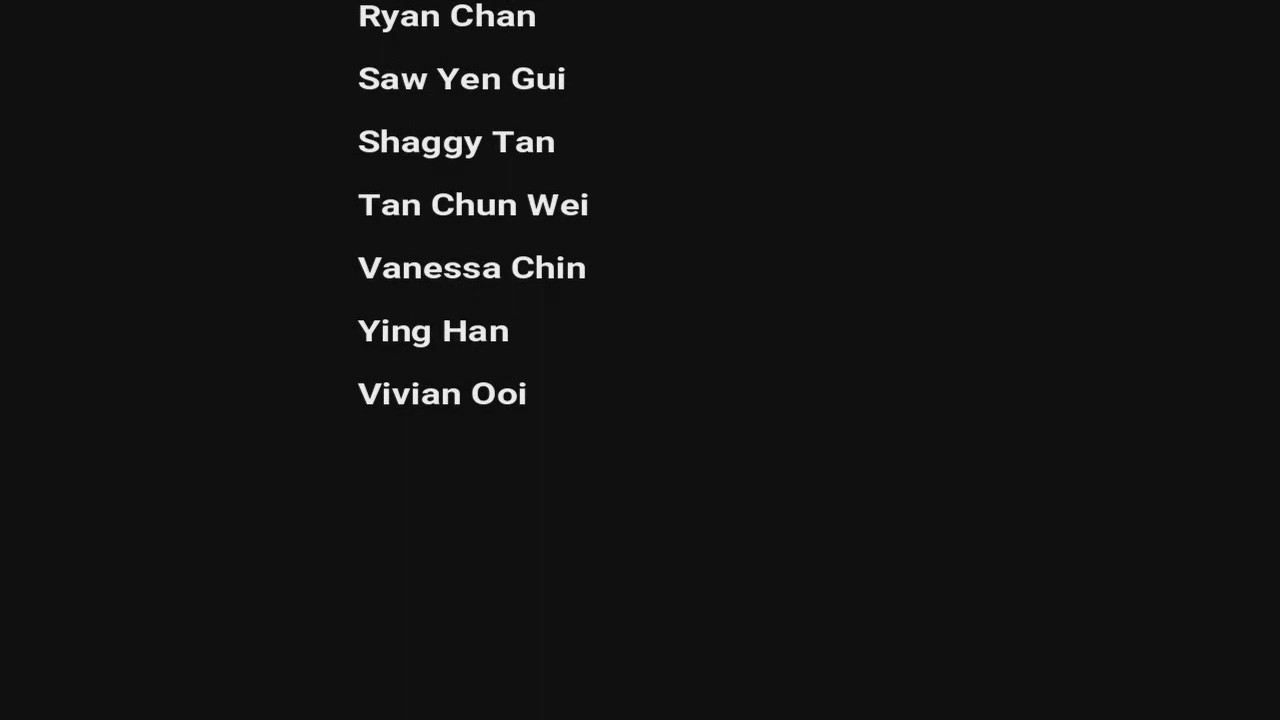 Ryan Chan
Saw Yen Gui
Shaggy Tan
Tan Chun Wei
Vanessa Chin
Ying Han
Vivian Ooi